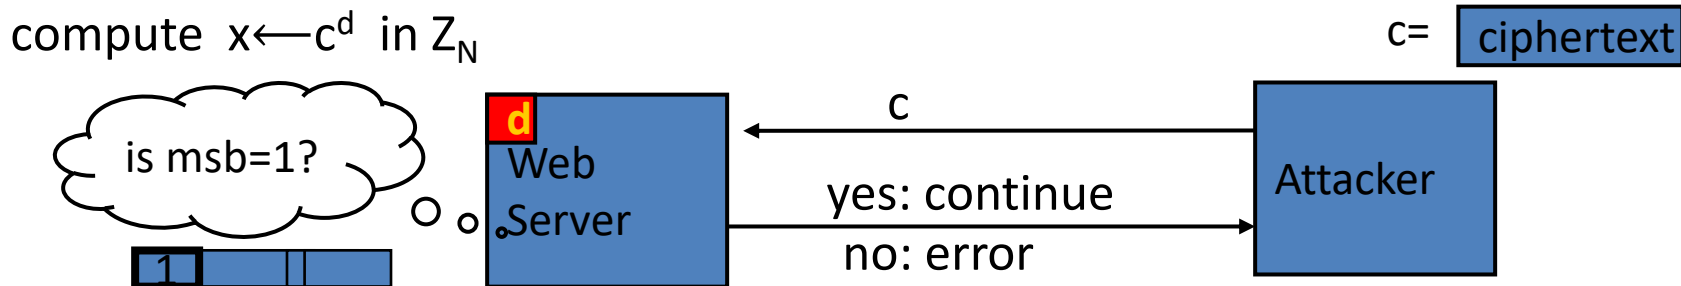 compute x←c^d in Z_N
c= ciphertext
is msb=1?
1
d
Web
Server
c
yes: continue
no: error
Attacker